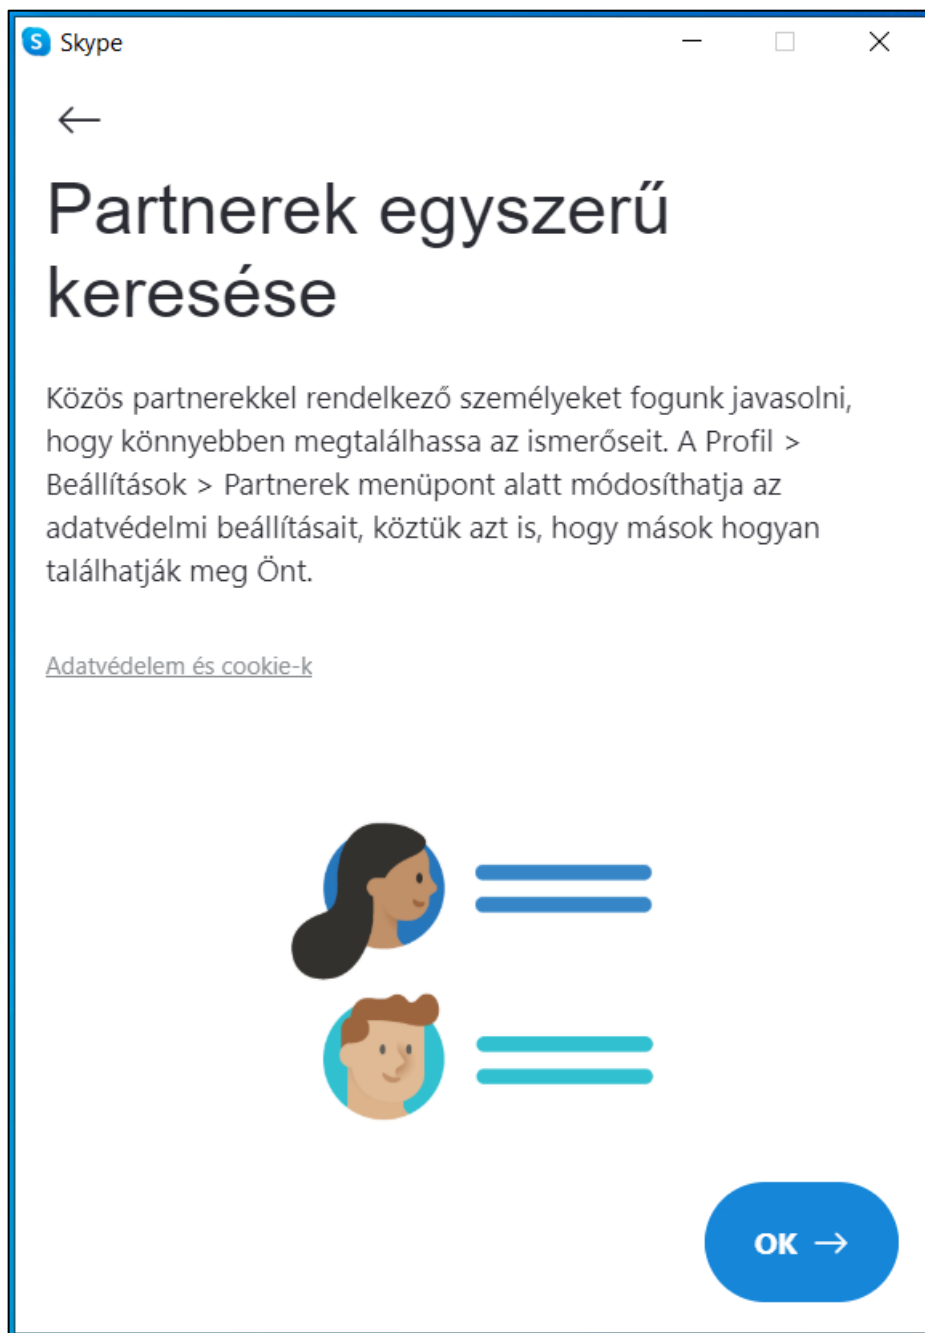 Skype
Partnerek egyszerű
keresése
Közös partnerekkel rendelkező személyeket fogunk javasolni,
hogy könnyebben megtalálhassa az ismerőseit. A Profil >
Beállítások > Partnerek menüpont alatt módosíthatja az
adatvédelmi beállításait, köztük azt is, hogy mások hogyan
találhatják meg Önt.
Adatvédelem és cookie-k
OK →